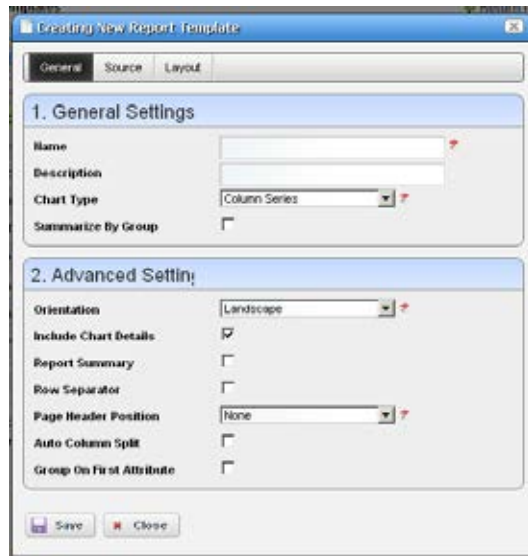 Creating New Report Template
General Source Layout
1. General Settings
Name
Description
Chart Type Column Series
Summarize By Group
2. Advanced Settin
Orientation Landscape
Include Chart Details
Report Summary
Row Separator
Page Header Position None
Auto Column Split
Group On First Attribute
Save Close